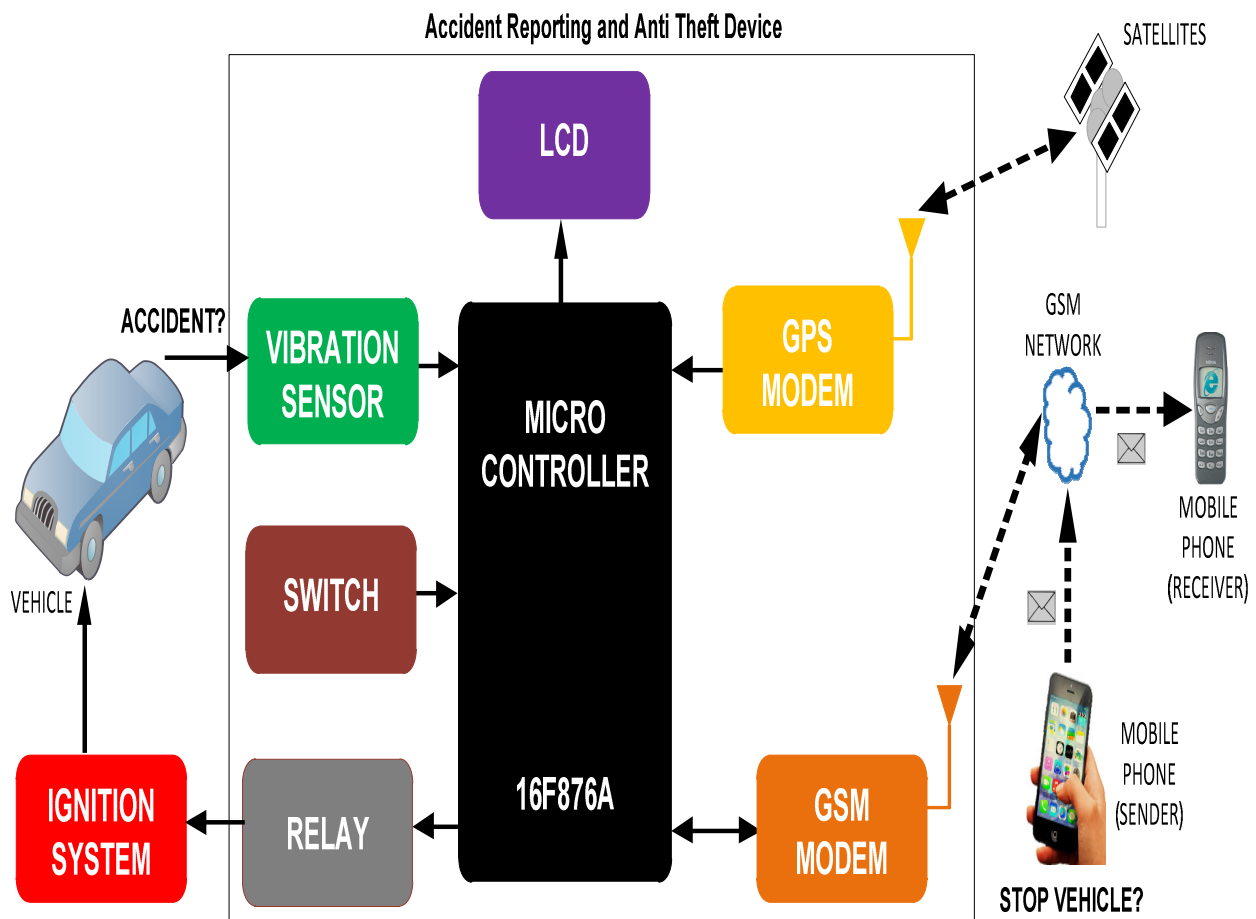 Accident Reporting and Anti Theft Device
SATELLITES
LCD
ACCIDENT?
VIBRATION
SENSOR
GPS
MODEM
GSM
NETWORK
MICRO
CONTROLLER
MOBILE
PHONE
(RECEIVER)
SWITCH
VEHICLE
IGNITION
SYSTEM
RELAY
16F876A
GSM
MODEM
MOBILE
PHONE
(SENDER)
STOP VEHICLE?